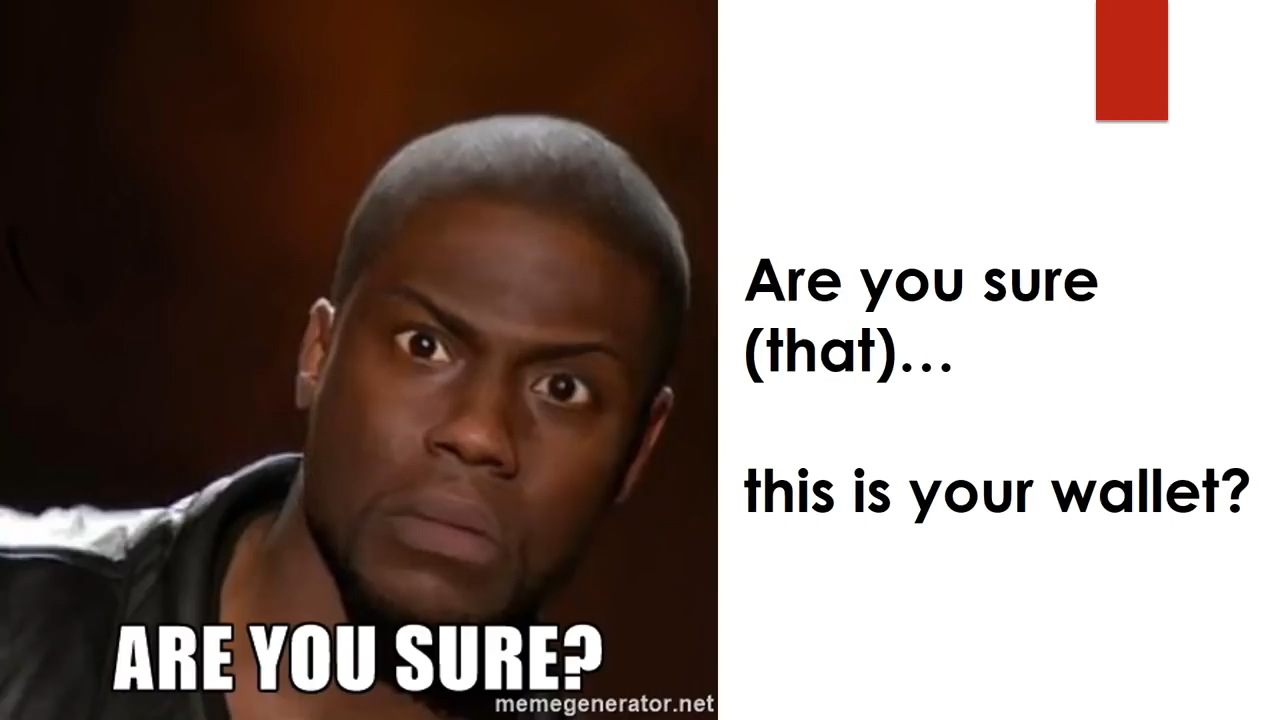 ARE YOU SURE?
memegenerator.net
Are you sure
(that)...
this is your wallet?